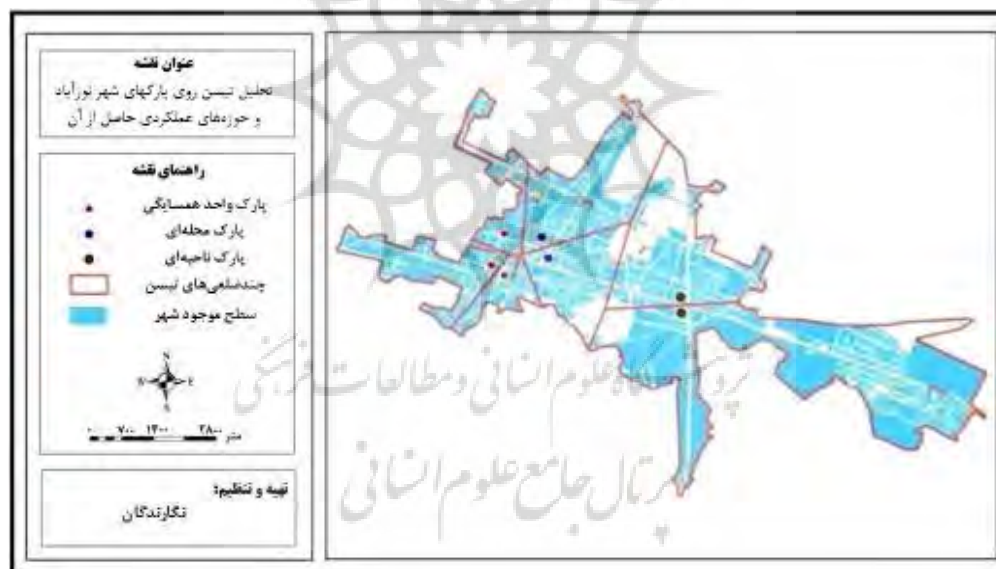 عنوان نقشه
تحلیل تیسن روی پارکهای شهر نورآباد
و حوزه‌های عملکردی حاصل از آن
راهنمای نقشه
پارک واحد همسایگی
پارک محله‌ای
پارک ناحیه‌ای
چندضلعی‌های تیسن
سطح موجود شهر
N
W E
S
۰ ۷۰۰ ۱۴۰۰ ۲۸۰۰ متر
تهیه و تنظیم:
نگارندگان
پژوهشگاه علوم انسانی و مطالعات فرهنگی
پرتال جامع علوم انسانی